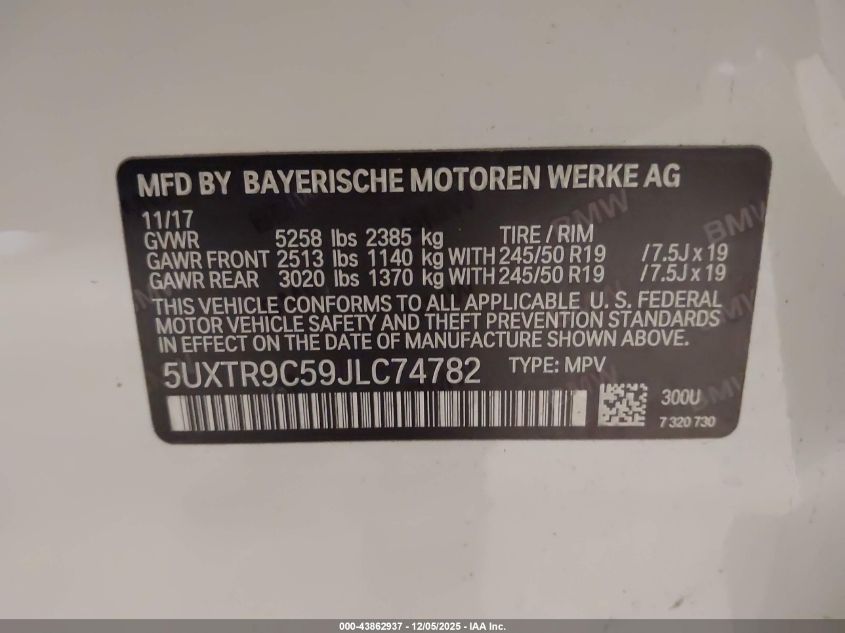 MFD BY BAYERISCHE MOTOREN WERKE AG
11/17
GVWR 5258 lbs 2385 kg TIRE / RIM
GAWR FRONT 2513 lbs 1140 kg WITH 245/50 R19 /7.5J x 19
GAWR REAR 3020 lbs 1370 kg WITH 245/50 R19 /7.5J x 19
THIS VEHICLE CONFORMS TO ALL APPLICABLE U. S. FEDERAL
MOTOR VEHICLE SAFETY AND THEFT PREVENTION STANDARDS
IN EFFECT ON THE DATE OF MANUFACTURE SHOWN ABOVE.
5UXTR9C59JLC74782 TYPE: MPV
300U
7 320 730
BMW
BMW
BMW
000-43862937 - 12/05/2025 - IAA Inc.